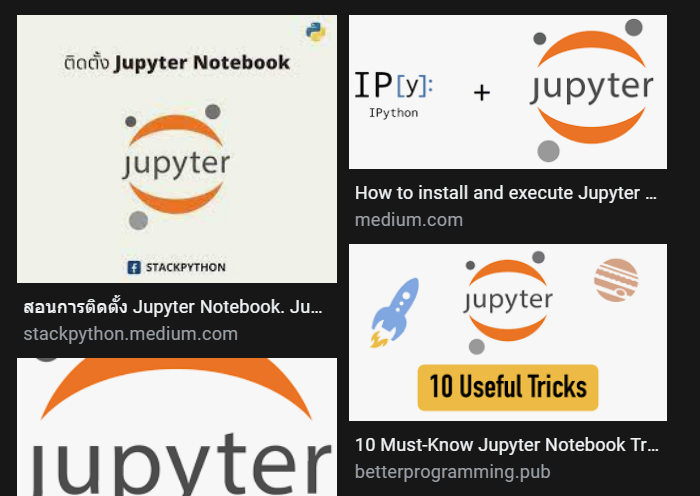 ติดตั้ง Jupyter Notebook
jupyter
STACKPYTHON
สอนการติดตั้ง Jupyter Notebook. Ju...
stackpython.medium.com
jupyter
IP[y]:
IPython
+
jupyter
How to install and execute Jupyter ...
medium.com
jupyter
10 Useful Tricks
10 Must-Know Jupyter Notebook Tr...
betterprogramming.pub